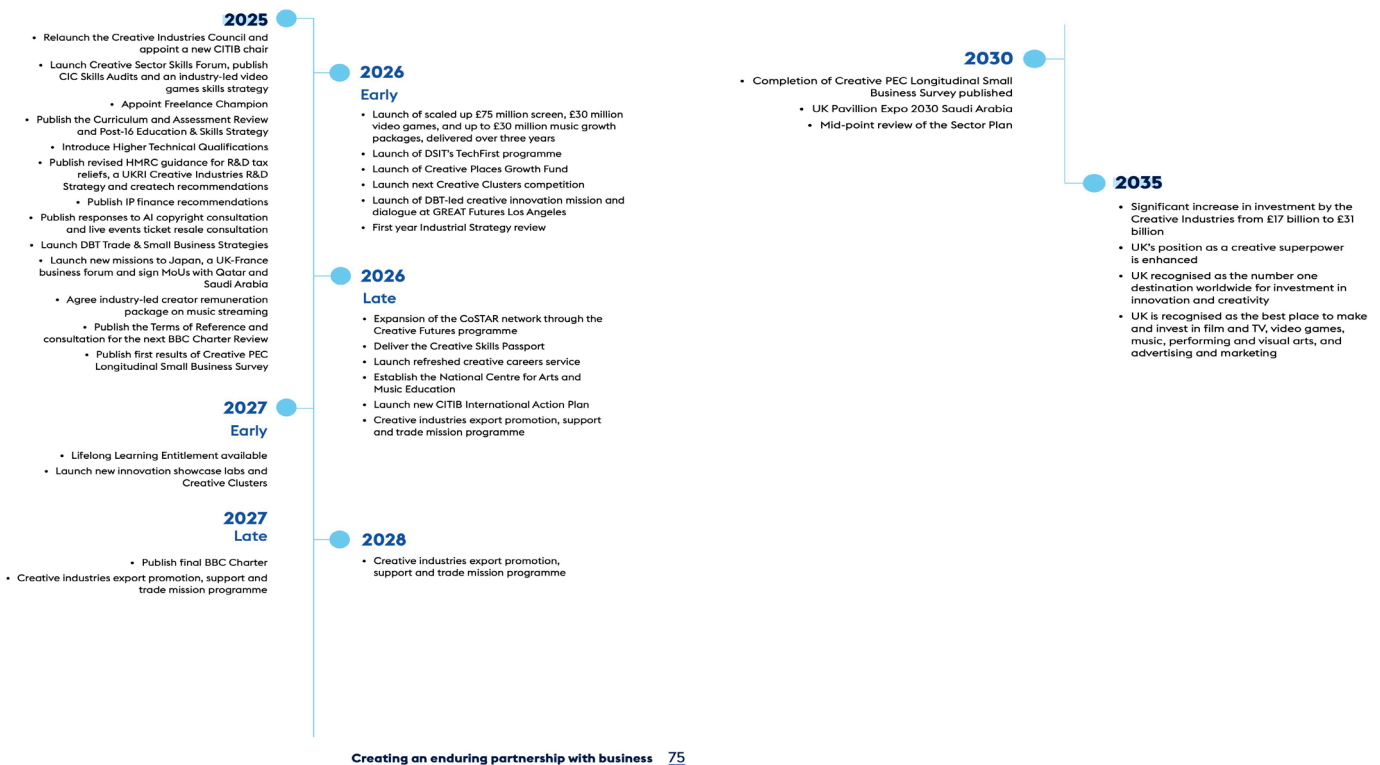 2025
• Relaunch the Creative Industries Council and
appoint a new CITIB chair
• Launch Creative Sector Skills Forum, publish
CIC Skills Audits and an industry-led video
games skills strategy
• Appoint Freelance Champion
• Publish the Curriculum and Assessment Review
and Post-16 Education & Skills Strategy
• Introduce Higher Technical Qualifications
• Publish revised HMRC guidance for R&D tax
reliefs, a UKRI Creative Industries R&D
Strategy and createch recommendations
• Publish IP finance recommendations
• Publish responses to AI copyright consultation
and live events ticket resale consultation
• Launch DBT Trade & Small Business Strategies
• Launch new missions to Japan, a UK-France
business forum and sign MoUs with Qatar and
Saudi Arabia
• Agree industry-led creator remuneration
package on music streaming
• Publish the Terms of Reference and
consultation for the next BBC Charter Review
• Publish first results of Creative PEC
Longitudinal Small Business Survey
2026
Early
• Launch of scaled up £75 million screen, £30 million
video games, and up to £30 million music growth
packages, delivered over three years
• Launch of DSIT's TechFirst programme
• Launch of Creative Places Growth Fund
• Launch next Creative Clusters competition
• Launch of DBT-led creative innovation mission and
dialogue at GREAT Futures Los Angeles
• First year Industrial Strategy review
2026
Late
• Expansion of the CoSTAR network through the
Creative Futures programme
• Deliver the Creative Skills Passport
• Launch refreshed creative careers service
• Establish the National Centre for Arts and
Music Education
• Launch new CITIB International Action Plan
• Creative industries export promotion, support
and trade mission programme
2027
Early
• Lifelong Learning Entitlement available
• Launch new innovation showcase labs and
Creative Clusters
2027
Late
• Publish final BBC Charter
• Creative industries export promotion, support and
trade mission programme
2028
• Creative industries export promotion,
support and trade mission programme
2030
• Completion of Creative PEC Longitudinal Small
Business Survey published
• UK Pavillion Expo 2030 Saudi Arabia
• Mid-point review of the Sector Plan
2035
• Significant increase in investment by the
Creative Industries from £17 billion to £31
billion
• UK's position as a creative superpower
is enhanced
• UK recognised as the number one
destination worldwide for investment in
innovation and creativity
• UK is recognised as the best place to make
and invest in film and TV, video games,
music, performing and visual arts, and
advertising and marketing
Creating an enduring partnership with business 75